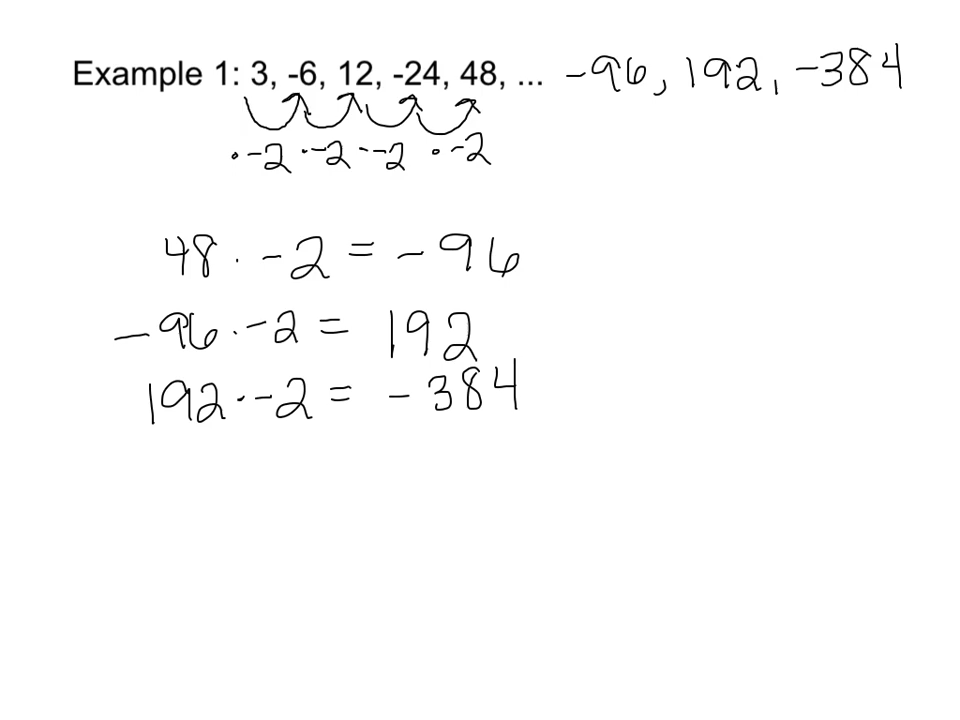 Example 1: 3, -6, 12, -24, 48, ... -96, 192, -384
· -2 · -2 · -2 · -2
48 · -2 = -96
-96 · -2 = 192
192 · -2 = -384